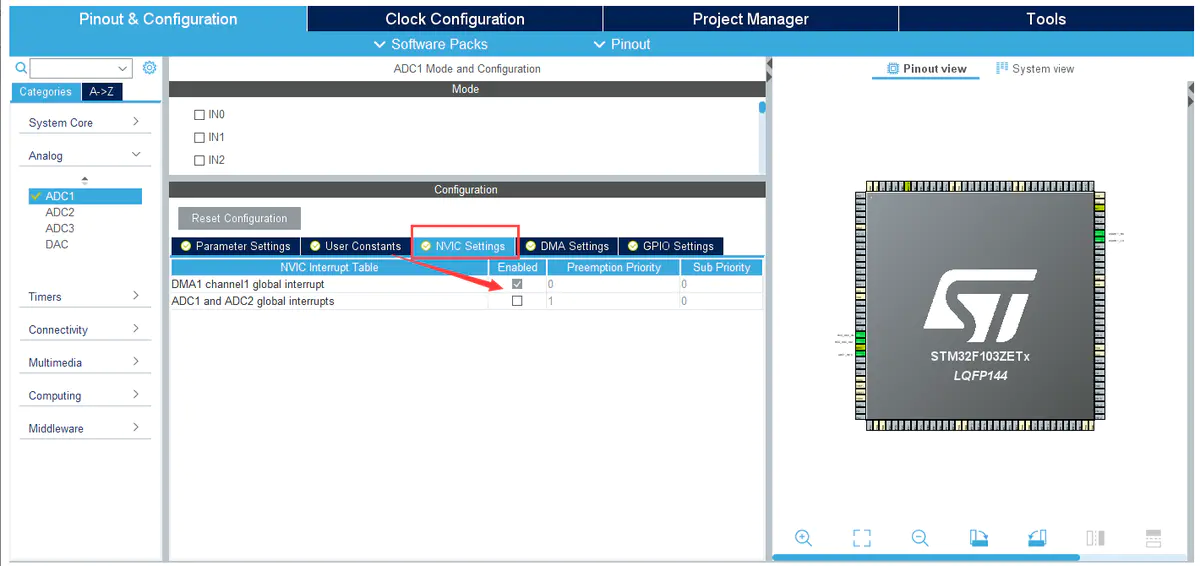 Pinout & Configuration
Clock Configuration
Project Manager
Tools
Software Packs
Pinout
ADC1 Mode and Configuration
Pinout view
System view
Categories
A->Z
Mode
System Core
IN0
IN1
Analog
IN2
ADC1
ADC2
ADC3
DAC
Timers
Connectivity
Multimedia
Computing
Middleware
Configuration
Reset Configuration
Parameter Settings
User Constants
NVIC Settings
DMA Settings
GPIO Settings
NVIC Interrupt Table Enabled Preemption Priority Sub Priority
DMA1 channel1 global interrupt 0 0
ADC1 and ADC2 global interrupts 1 0
ST
STM32F103ZETx
LQFP144